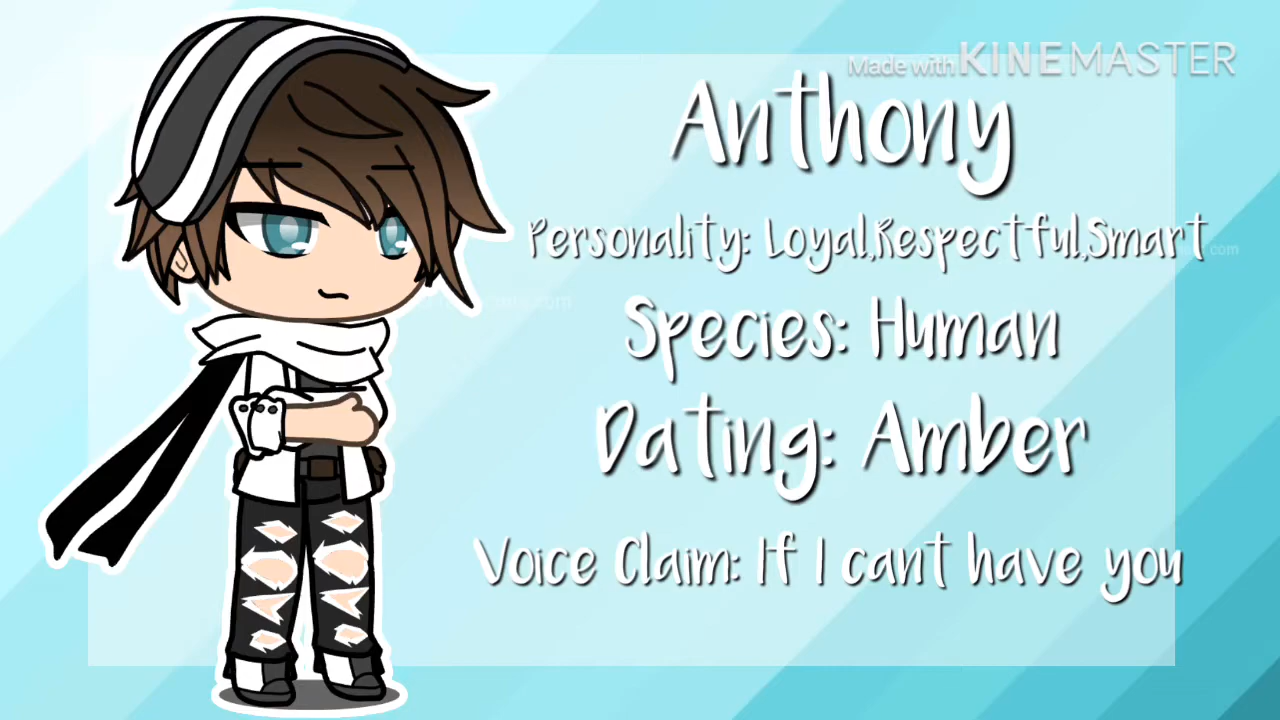 Made with KINEMASTER
Anthony
Personality: Loyal,Respectful,Smart
Species: Human
Dating: Amber
Voice Claim: If I cant have you